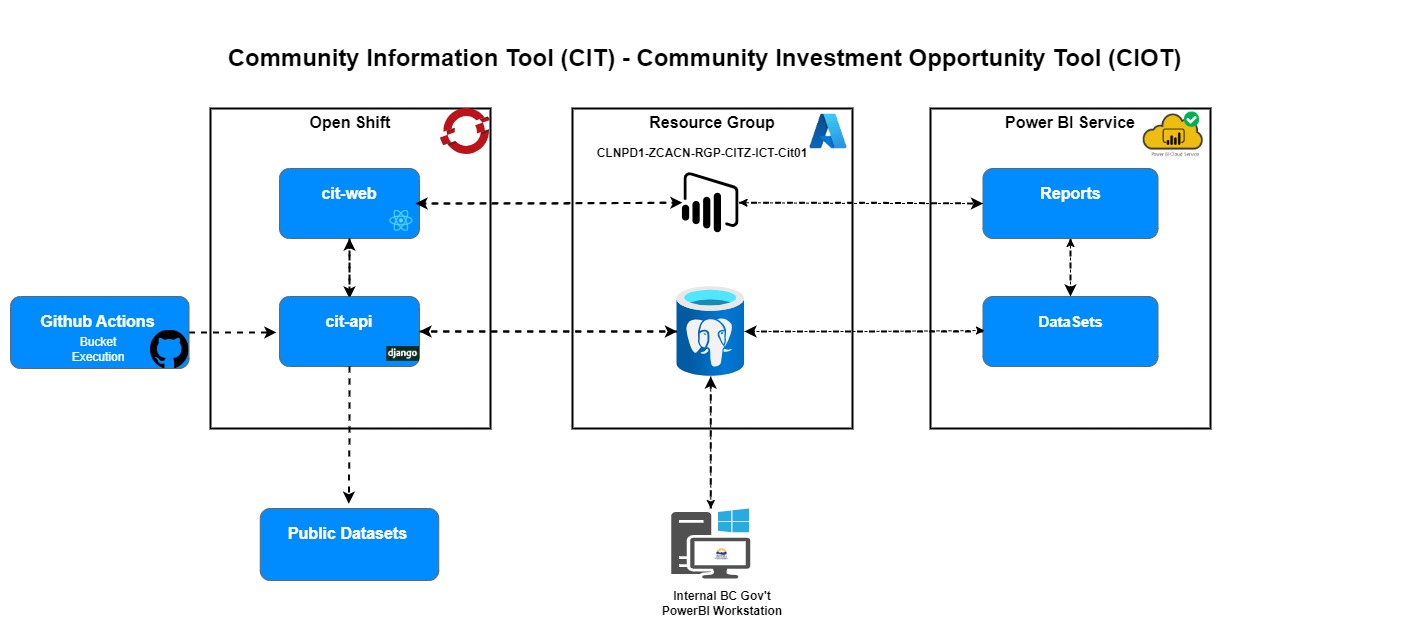 Community Information Tool (CIT) - Community Investment Opportunity Tool (CIOT)
Open Shift
Resource Group
CLNPD1-ZCACN-RGP-CITZ-ICT-Cit01
Power BI Service
Power BI Cloud Service
cit-web
Reports
Github Actions
Bucket
Execution
cit-api
django
DataSets
Public Datasets
Internal BC Gov't
PowerBI Workstation